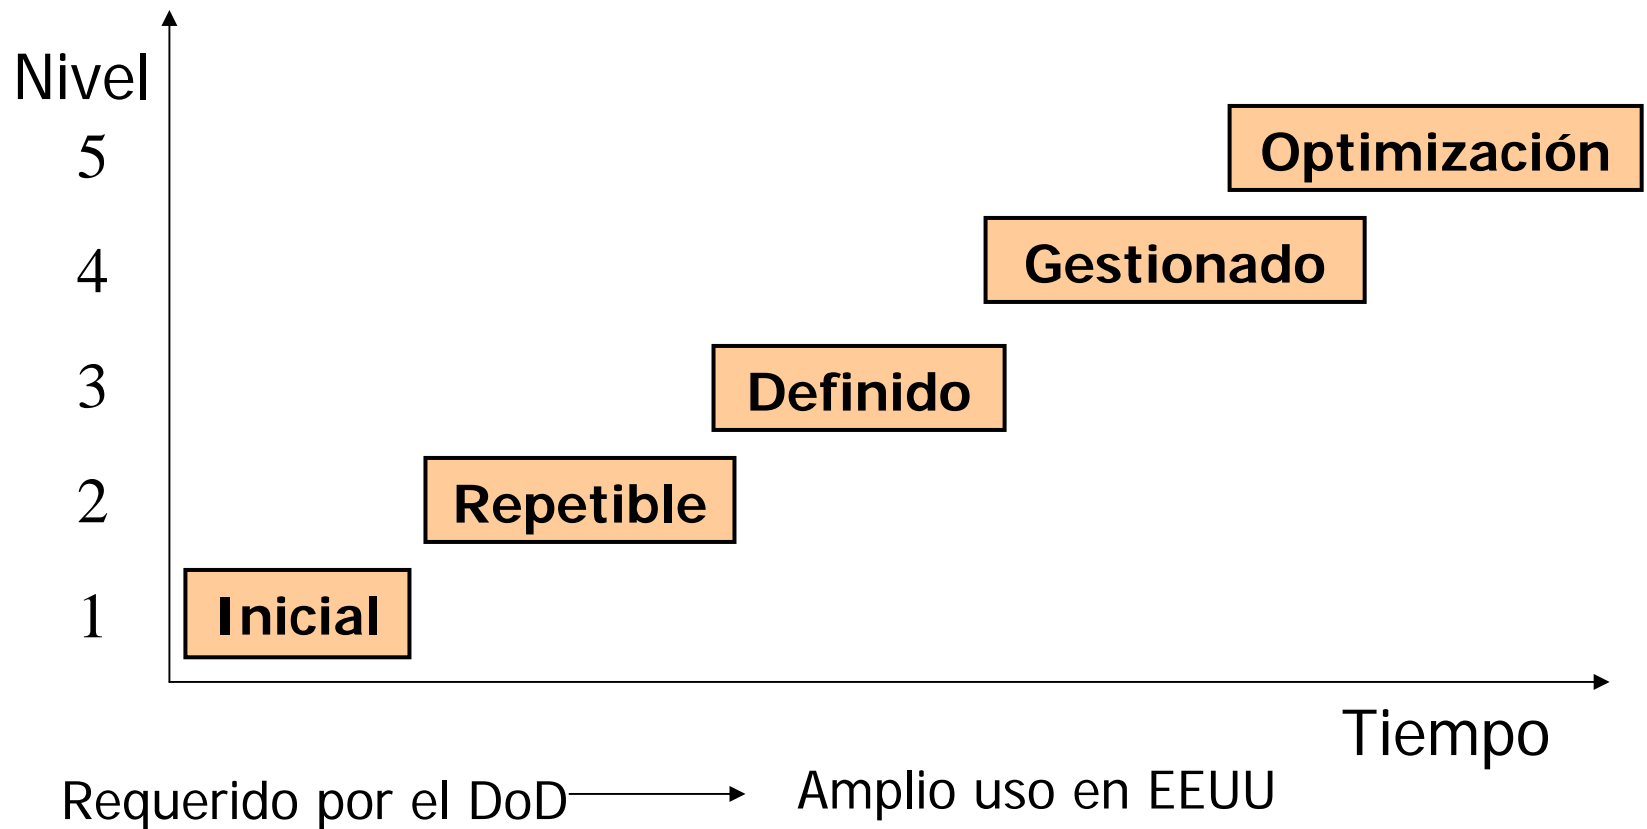 Nivel
5
Optimización
4
Gestionado
3
Definido
2
Repetible
1
Inicial
Tiempo
Requerido por el DoD
Amplio uso en EEUU